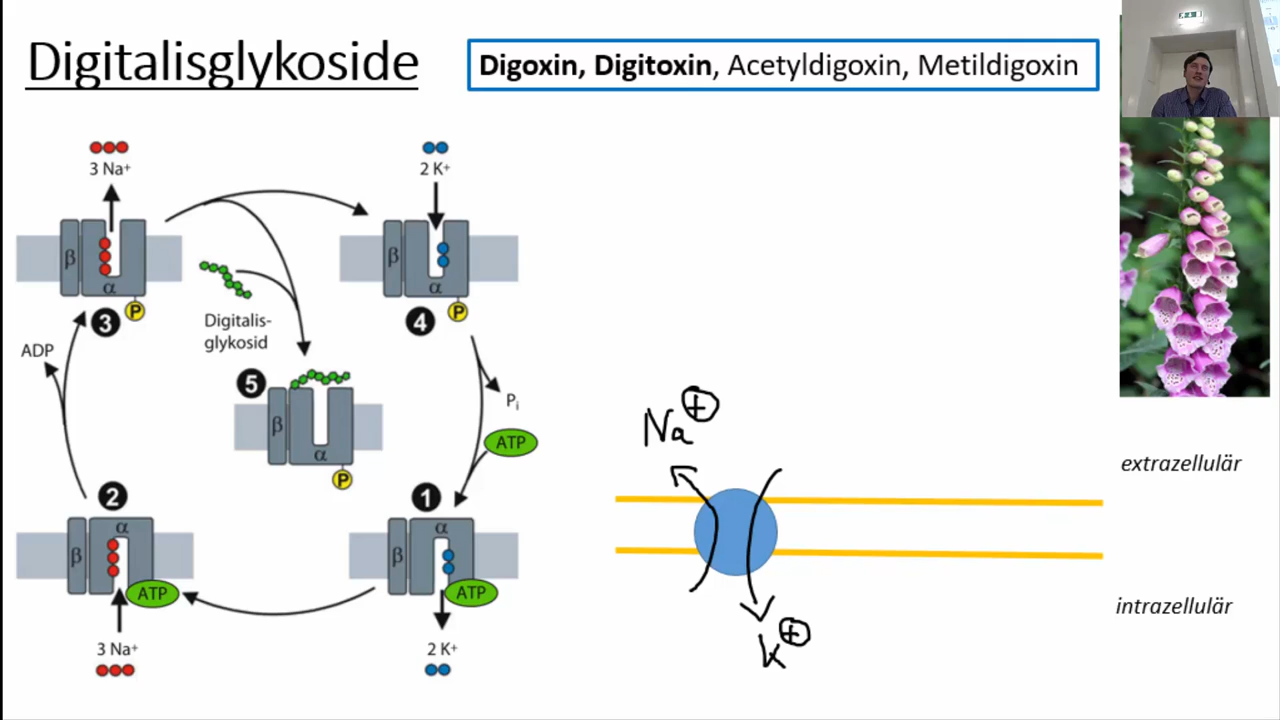 Digitalisglykoside
Digoxin, Digitoxin, Acetyldigoxin, Metildigoxin
3 Na⁺
2 K⁺
β
α
P
3
β
α
P
4
Digitalis-
glykosid
ADP
5
β
α
P
Pᵢ
ATP
2
α
β
ATP
3 Na⁺
1
α
β
ATP
2 K⁺
Na⊕
K⊕
extrazellulär
intrazellulär